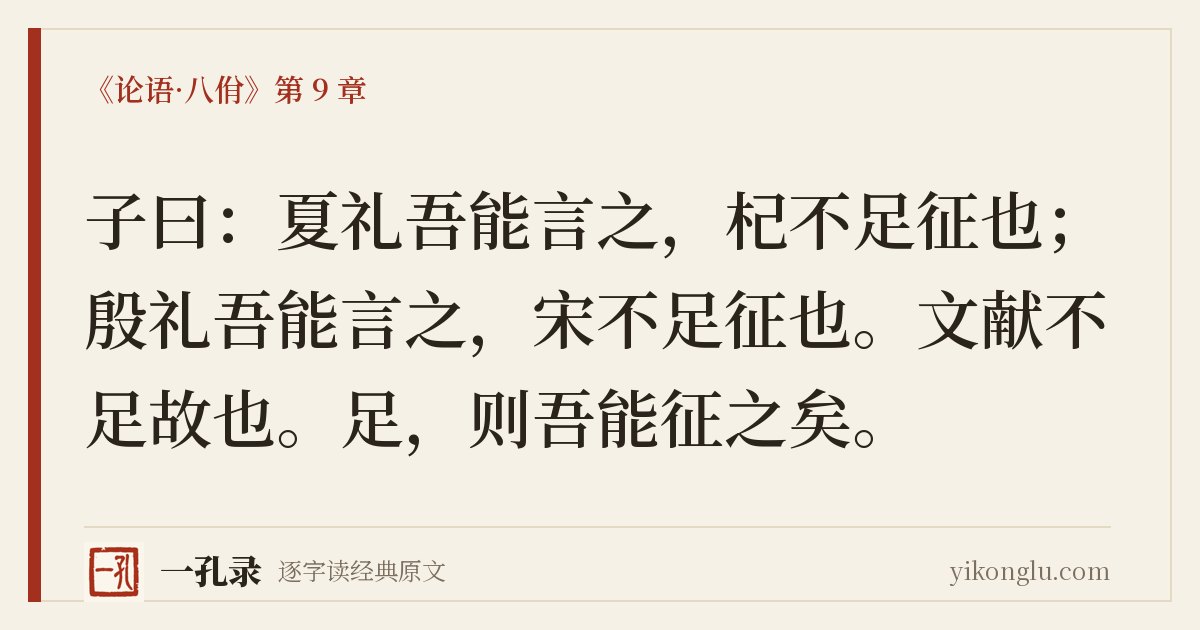 《论语·八佾》第 9 章
子曰：夏礼吾能言之，杞不足征也；
殷礼吾能言之，宋不足征也。文献不
足故也。足，则吾能征之矣。
一孔
一孔录 逐字读经典原文
yikonglu.com